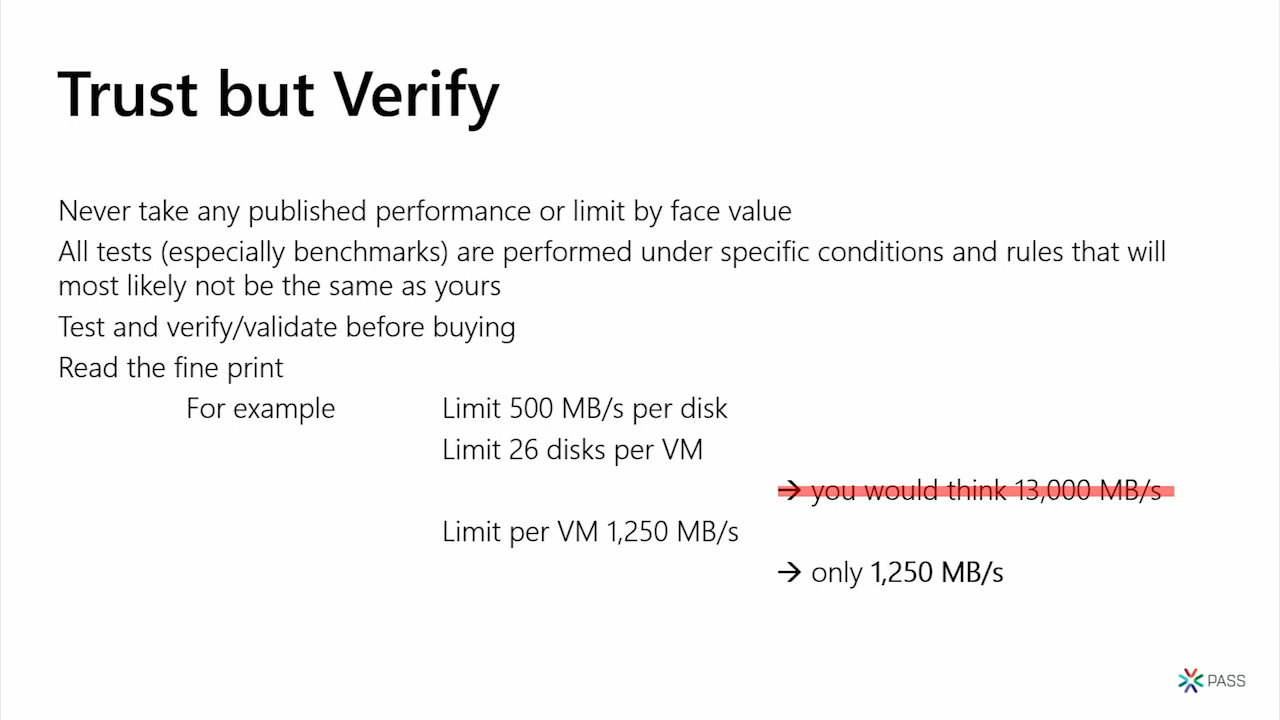 Trust but Verify
Never take any published performance or limit by face value
All tests (especially benchmarks) are performed under specific conditions and rules that will
most likely not be the same as yours
Test and verify/validate before buying
Read the fine print
For example Limit 500 MB/s per disk
Limit 26 disks per VM
→ you would think 13,000 MB/s
Limit per VM 1,250 MB/s
→ only 1,250 MB/s
PASS